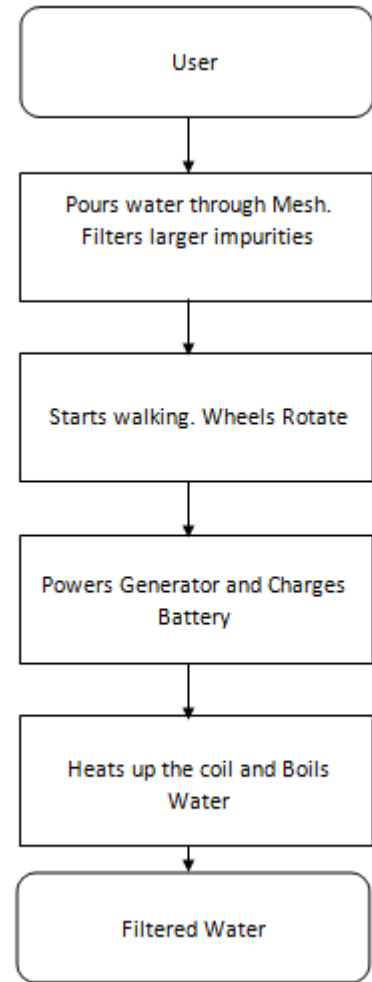 User
Pours water through Mesh.
Filters larger impurities
Starts walking. Wheels Rotate
Powers Generator and Charges
Battery
Heats up the coil and Boils
Water
Filtered Water